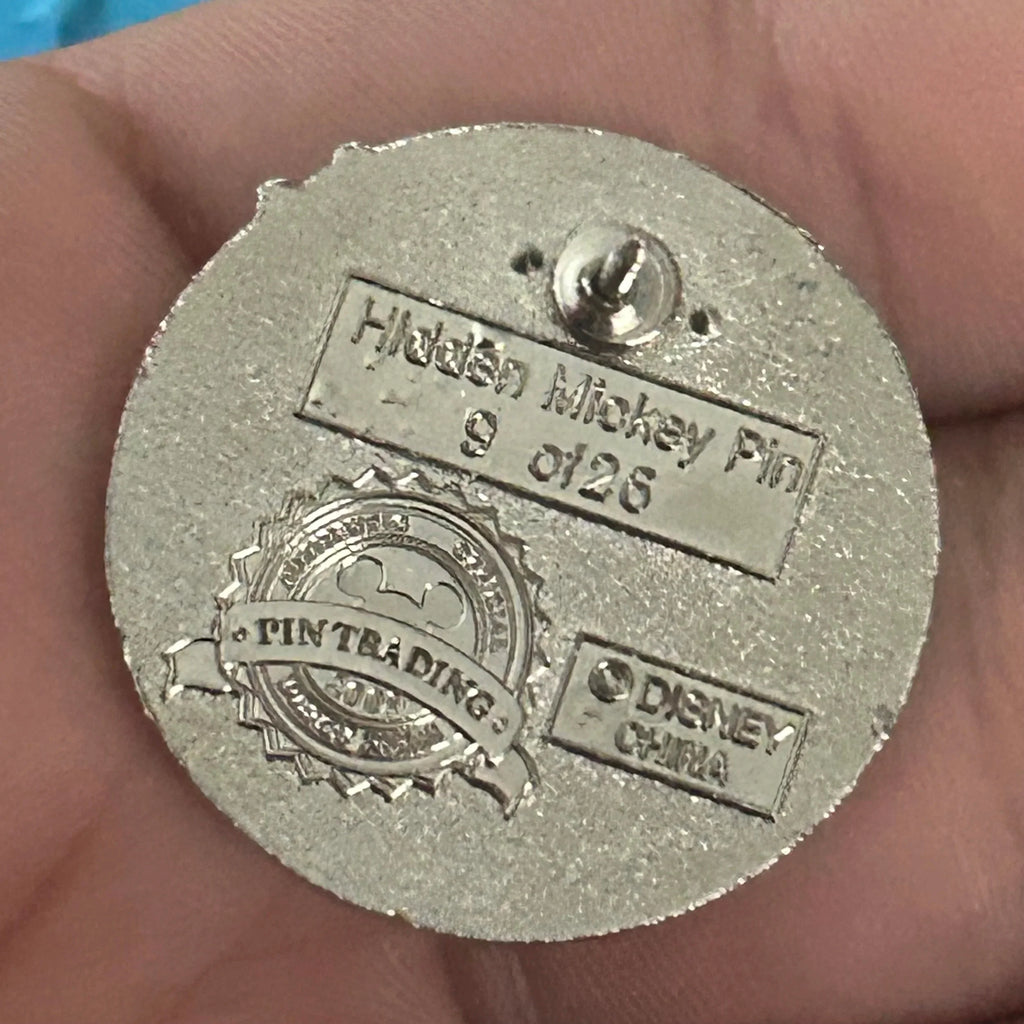 Hidden Mickey Pin
9 of 26
PIN TRADING
© DISNEY
CHINA